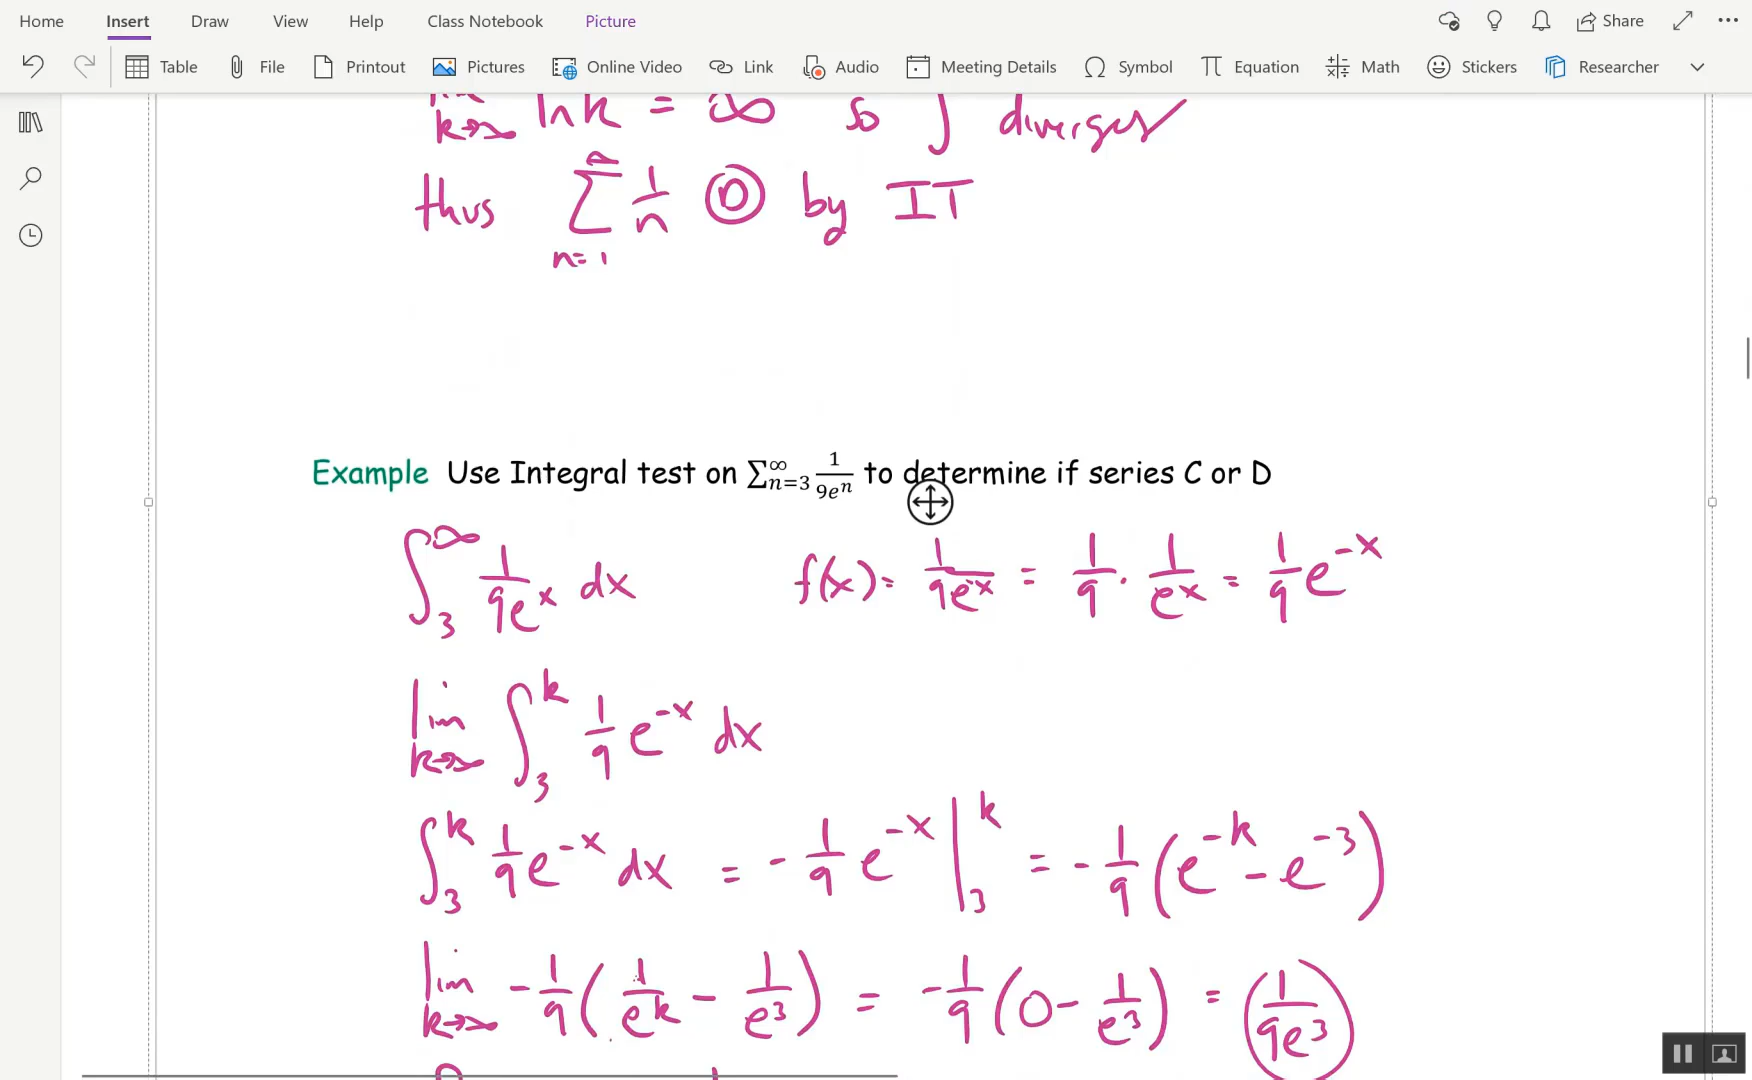 Home Insert Draw View Help Class Notebook Picture Share
Table File Printout Pictures Online Video Link Audio Meeting Details Symbol Equation Math Stickers Researcher
lim k→∞ ln k = ∞ so ∫ diverges
thus ∑_{n=1}^{∞} 1/n Ⓓ by IT
Example Use Integral test on ∑_{n=3}^{∞} 1/(9e^n) to determine if series C or D
∫_3^∞ 1/(9e^x) dx f(x) = 1/(9e^x) = 1/9 · 1/e^x = 1/9 e^{-x}
lim k→∞ ∫_3^k 1/9 e^{-x} dx
∫_3^k 1/9 e^{-x} dx = -1/9 e^{-x} |_3^k = -1/9 (e^{-k} - e^{-3})
lim k→∞ -1/9 (1/e^k - 1/e^3) = -1/9 (0 - 1/e^3) = 1/(9e^3)